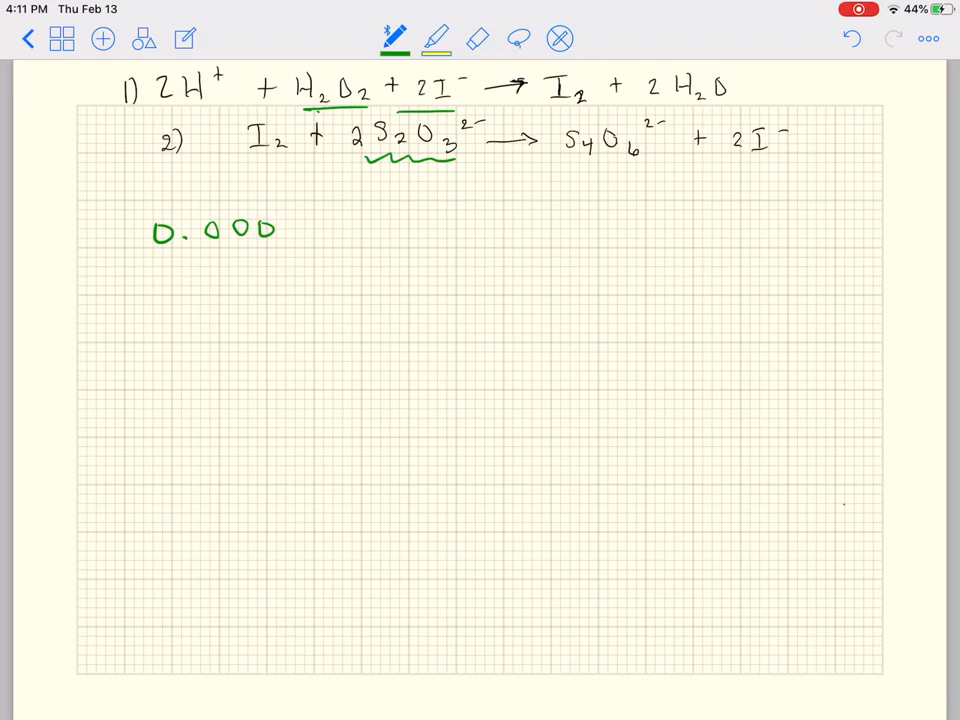 4:11 PM Thu Feb 13 44%
1) 2H⁺ + H₂O₂ + 2I⁻ → I₂ + 2H₂O
2) I₂ + 2S₂O₃²⁻ → S₄O₆²⁻ + 2I⁻
0.000